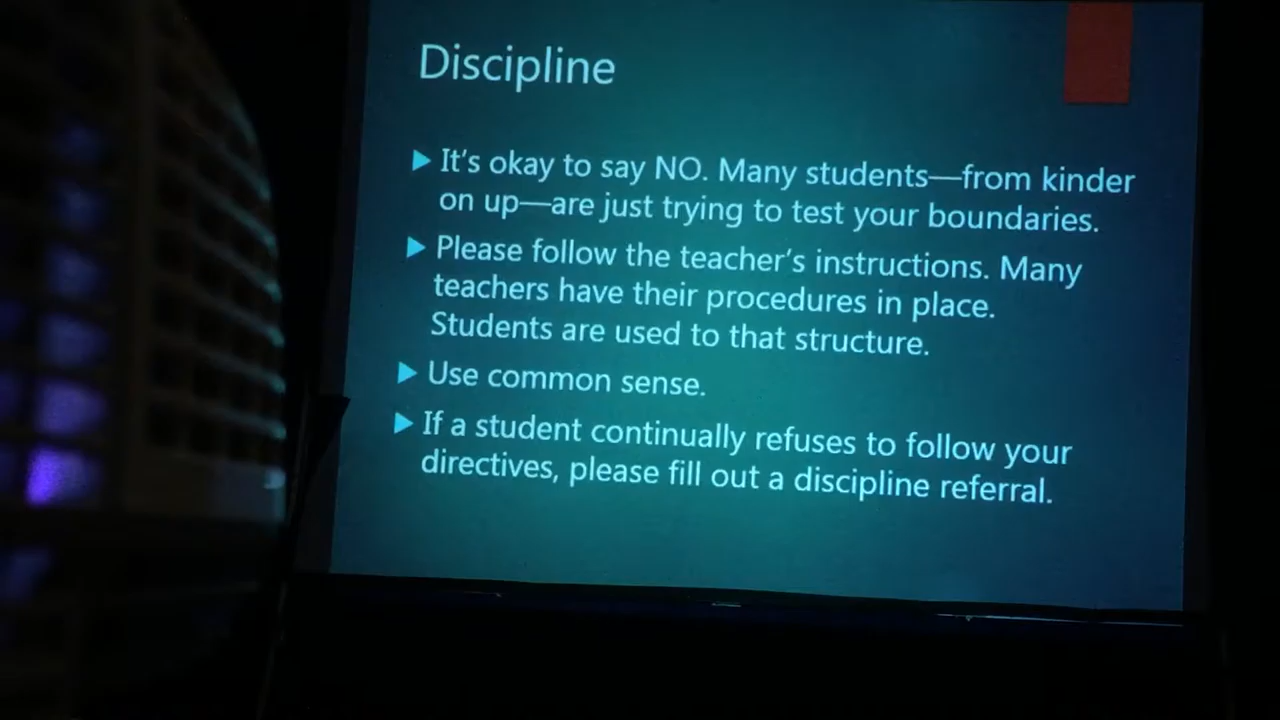 Discipline
It's okay to say NO. Many students—from kinder
on up—are just trying to test your boundaries.
Please follow the teacher's instructions. Many
teachers have their procedures in place.
Students are used to that structure.
Use common sense.
If a student continually refuses to follow your
directives, please fill out a discipline referral.